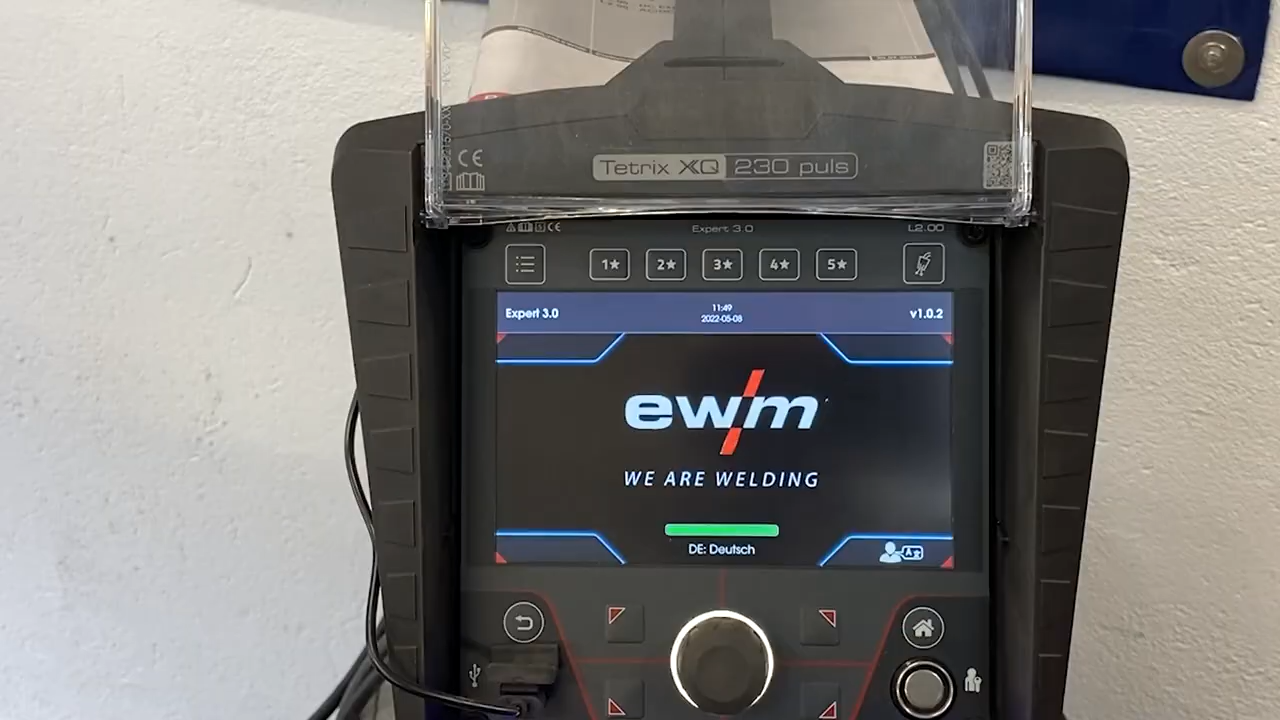 Tetrix XQ 230 puls
Expert 3.0
L2.00
1★ 2★ 3★ 4★ 5★
Expert 3.0
11:49
2022-05-08
v1.0.2
ewm
WE ARE WELDING
DE: Deutsch